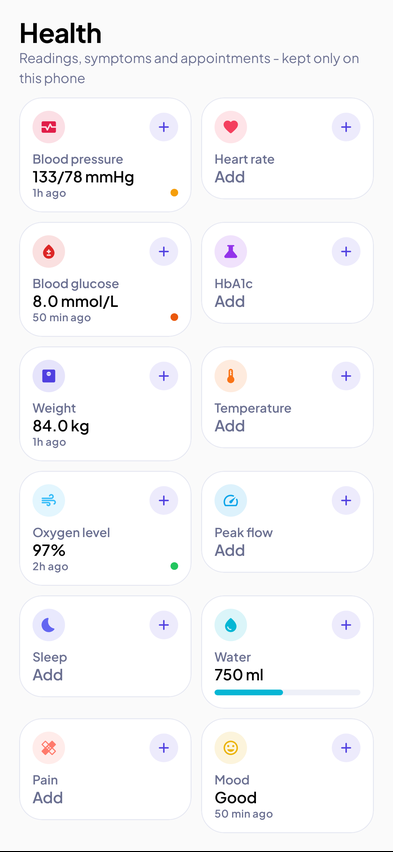 Health
Readings, symptoms and appointments - kept only on
this phone
Blood pressure
133/78 mmHg
1h ago
Heart rate
Add
Blood glucose
8.0 mmol/L
50 min ago
HbA1c
Add
Weight
84.0 kg
1h ago
Temperature
Add
Oxygen level
97%
2h ago
Peak flow
Add
Sleep
Add
Water
750 ml
Pain
Add
Mood
Good
50 min ago